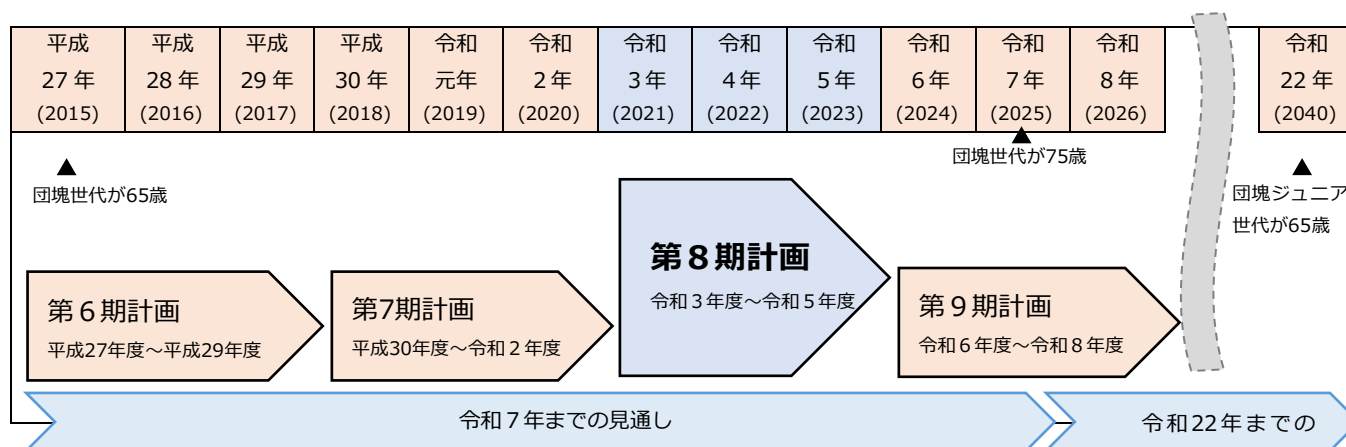 平成 平成 平成 平成 令和 令和 令和 令和 令和 令和 令和 令和 令和
27年 28年 29年 30年 元年 2年 3年 4年 5年 6年 7年 8年 22年
(2015) (2016) (2017) (2018) (2019) (2020) (2021) (2022) (2023) (2024) (2025) (2026) (2040)
▲ 団塊世代が75歳
▲ ▲
団塊世代が65歳 団塊ジュニア
世代が65歳
第6期計画
平成27年度~平成29年度
第7期計画
平成30年度~令和2年度
第8期計画
令和3年度~令和5年度
第9期計画
令和6年度~令和8年度
令和7年までの見通し
令和22年までの